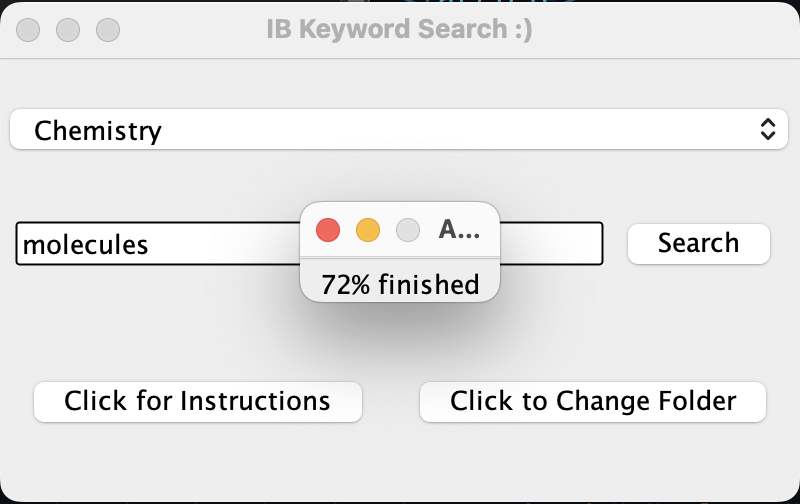 IB Keyword Search :)
Chemistry
molecules
A...
Search
72% finished
Click for Instructions
Click to Change Folder